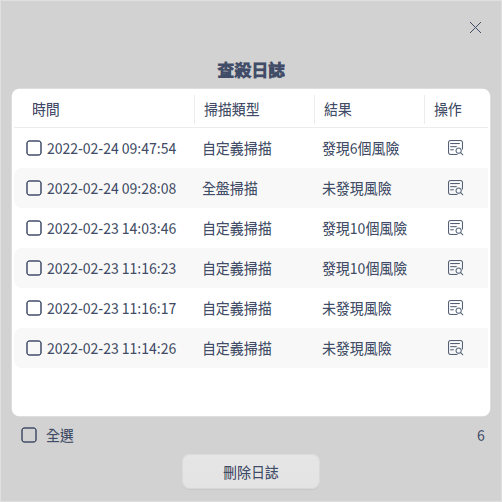 查殺日誌
時間 掃描類型 結果 操作
2022-02-24 09:47:54 自定義掃描 發現6個風險
2022-02-24 09:28:08 全盤掃描 未發現風險
2022-02-23 14:03:46 自定義掃描 發現10個風險
2022-02-23 11:16:23 自定義掃描 發現10個風險
2022-02-23 11:16:17 自定義掃描 未發現風險
2022-02-23 11:14:26 自定義掃描 未發現風險
全選 6
刪除日誌